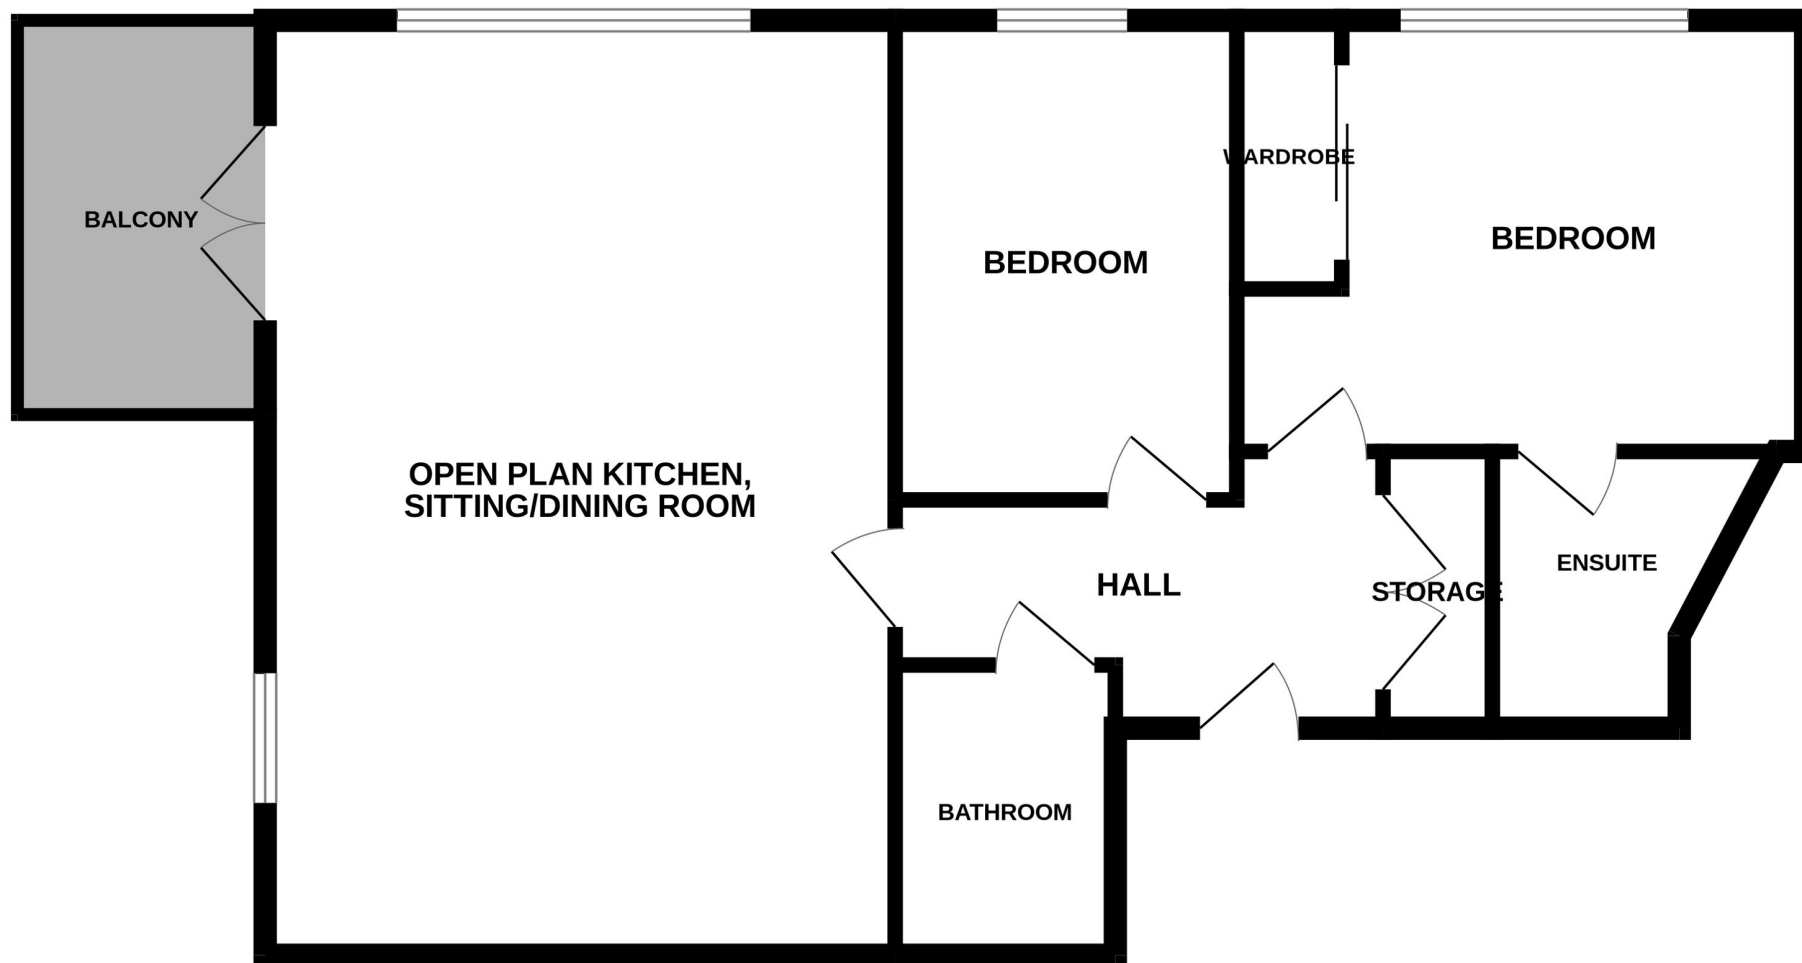 BALCONY
OPEN PLAN KITCHEN,
SITTING/DINING ROOM
BEDROOM
WARDROBE
BEDROOM
HALL
STORAGE
ENSUITE
BATHROOM